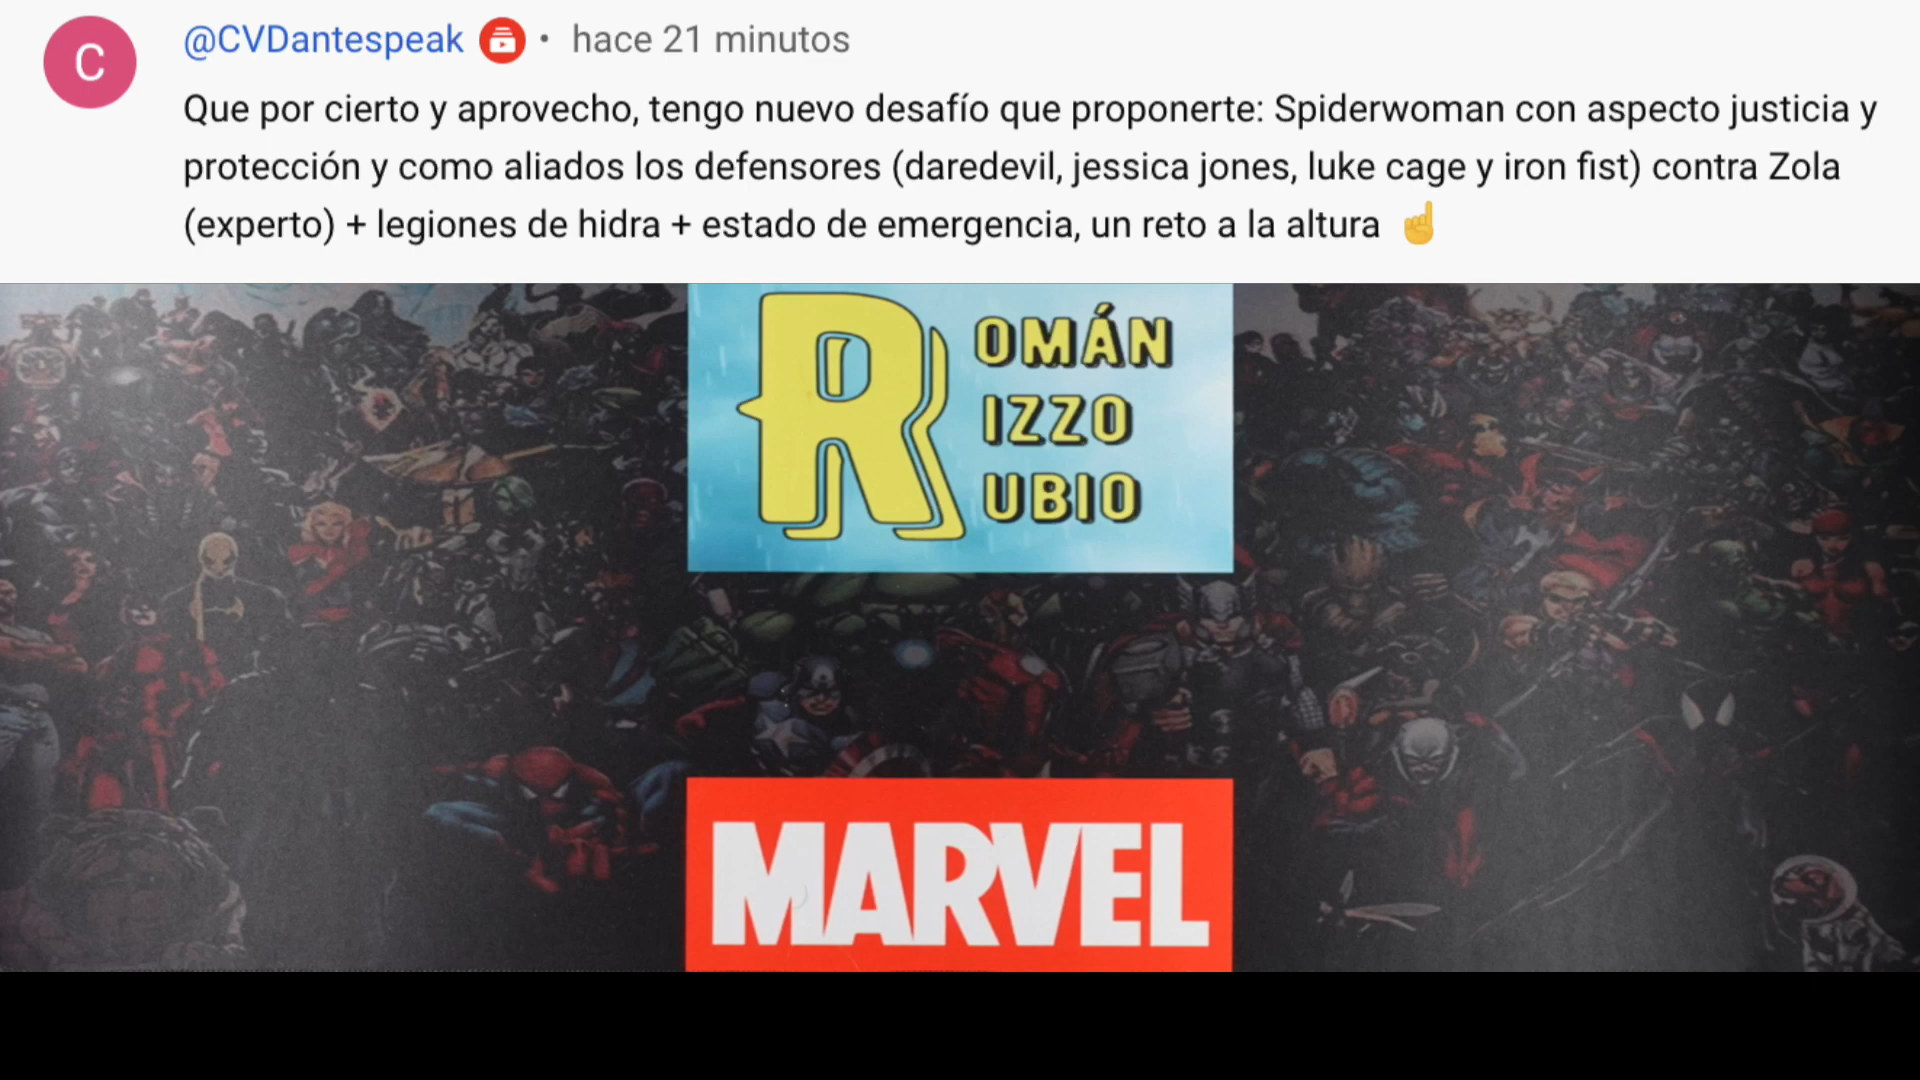 C
@CVDantespeak • hace 21 minutos
Que por cierto y aprovecho, tengo nuevo desafío que proponerte: Spiderwoman con aspecto justicia y
protección y como aliados los defensores (daredevil, jessica jones, luke cage y iron fist) contra Zola
(experto) + legiones de hidra + estado de emergencia, un reto a la altura ☝
R OMÁN
IZZO
UBIO
MARVEL